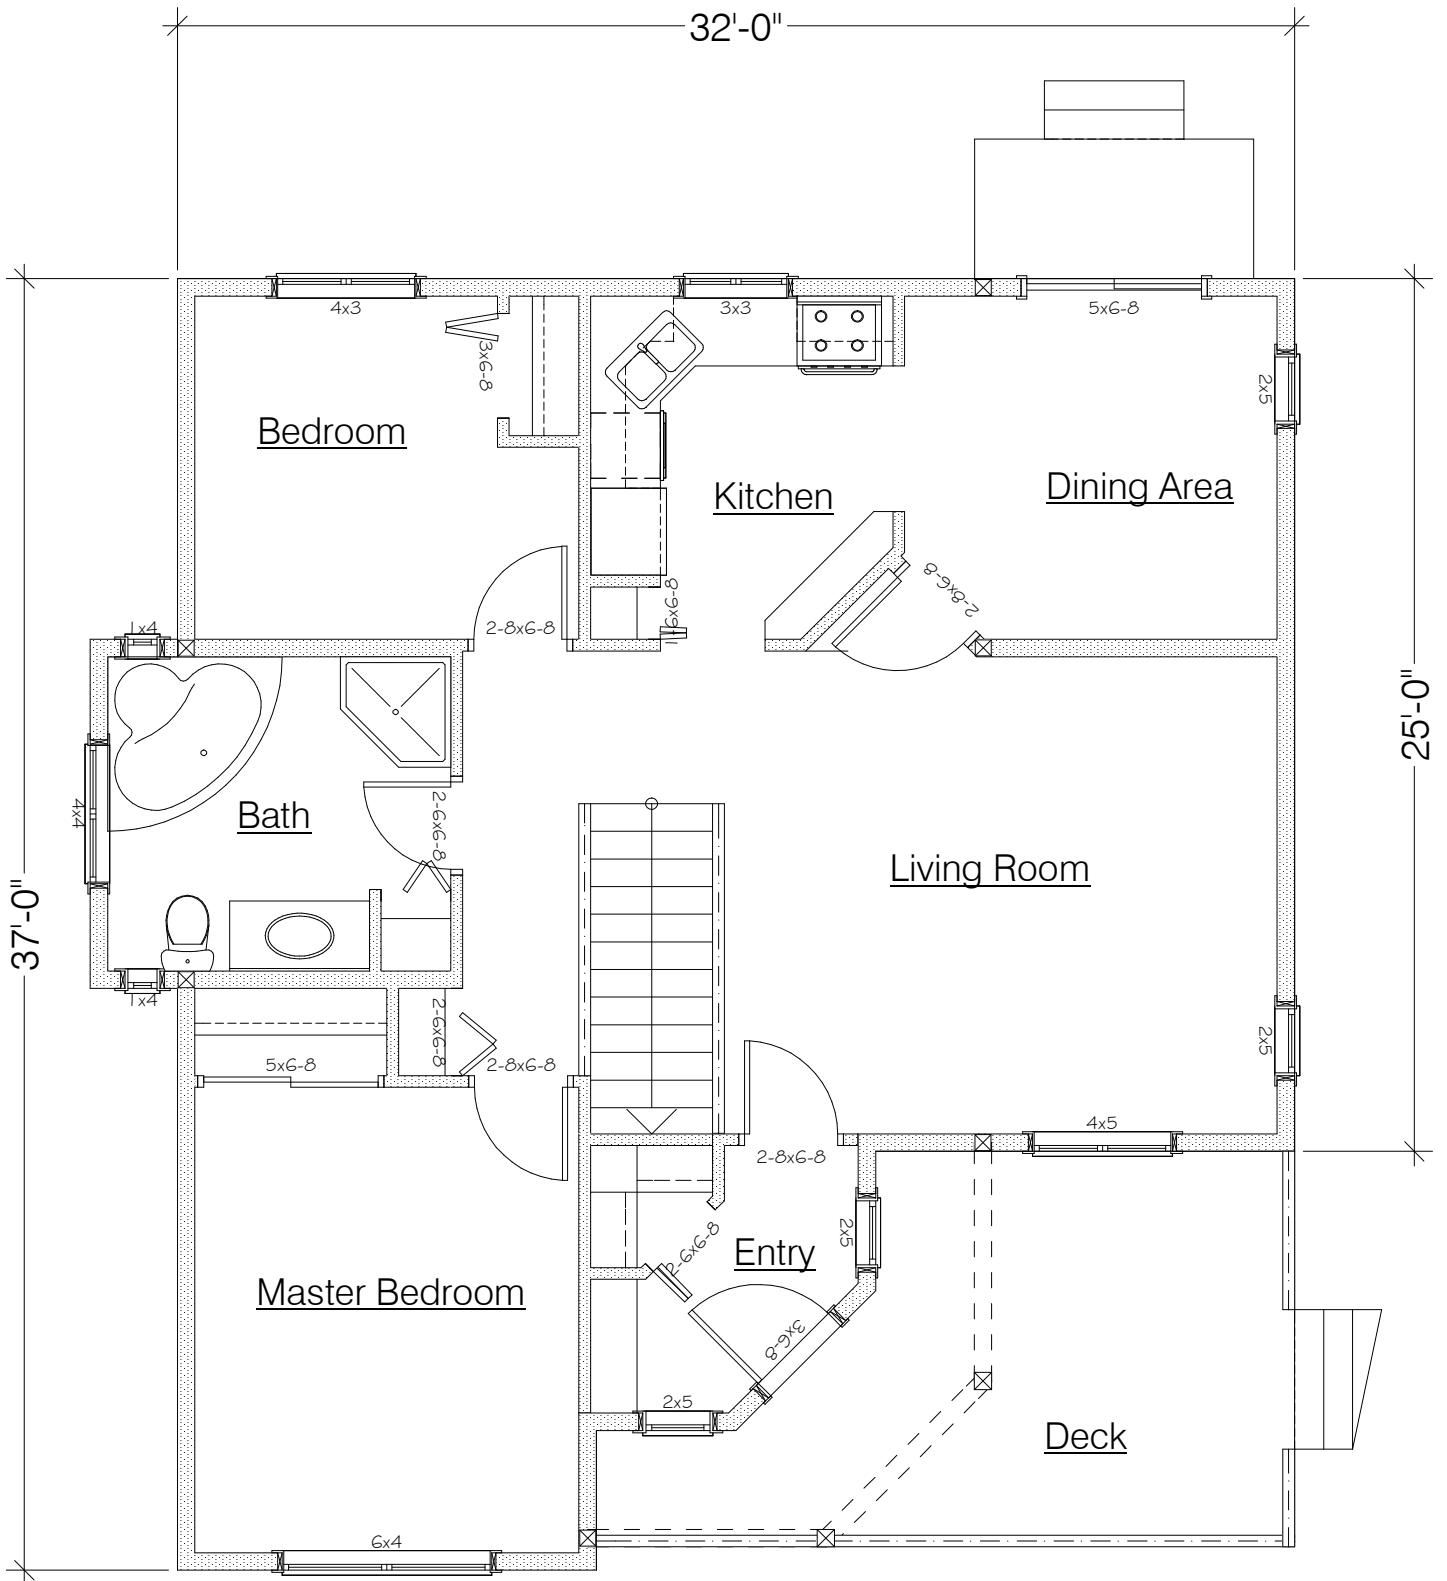 32'-0"
4x3
3x3
5x6-8
3x6-8
2x5
Bedroom
Kitchen
Dining Area
2-8x6-8
1-6x6-8
2-8x6-8
1x4
25'-0"
4x4
2-6x6-8
Bath
Living Room
37'-0"
1x4
2-6x6-8
5x6-8
2-8x6-8
2x5
4x5
2-8x6-8
2-6x6-8
2x5
Entry
Master Bedroom
3x6-8
2x5
Deck
6x4